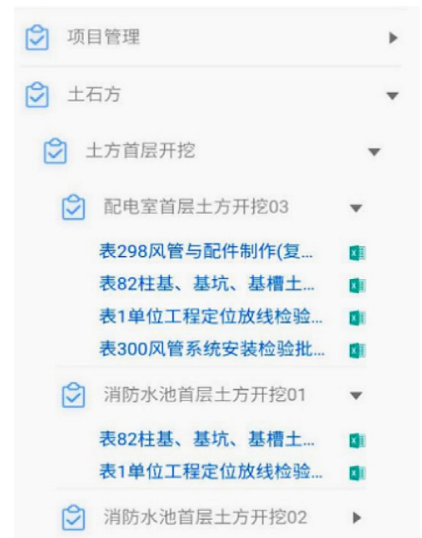 项目管理
土石方
土方首层开挖
配电室首层土方开挖03
表298风管与配件制作(复...
表82柱基、基坑、基槽土...
表1单位工程定位放线检验...
表300风管系统安装检验批...
消防水池首层土方开挖01
表82柱基、基坑、基槽土...
表1单位工程定位放线检验...
消防水池首层土方开挖02